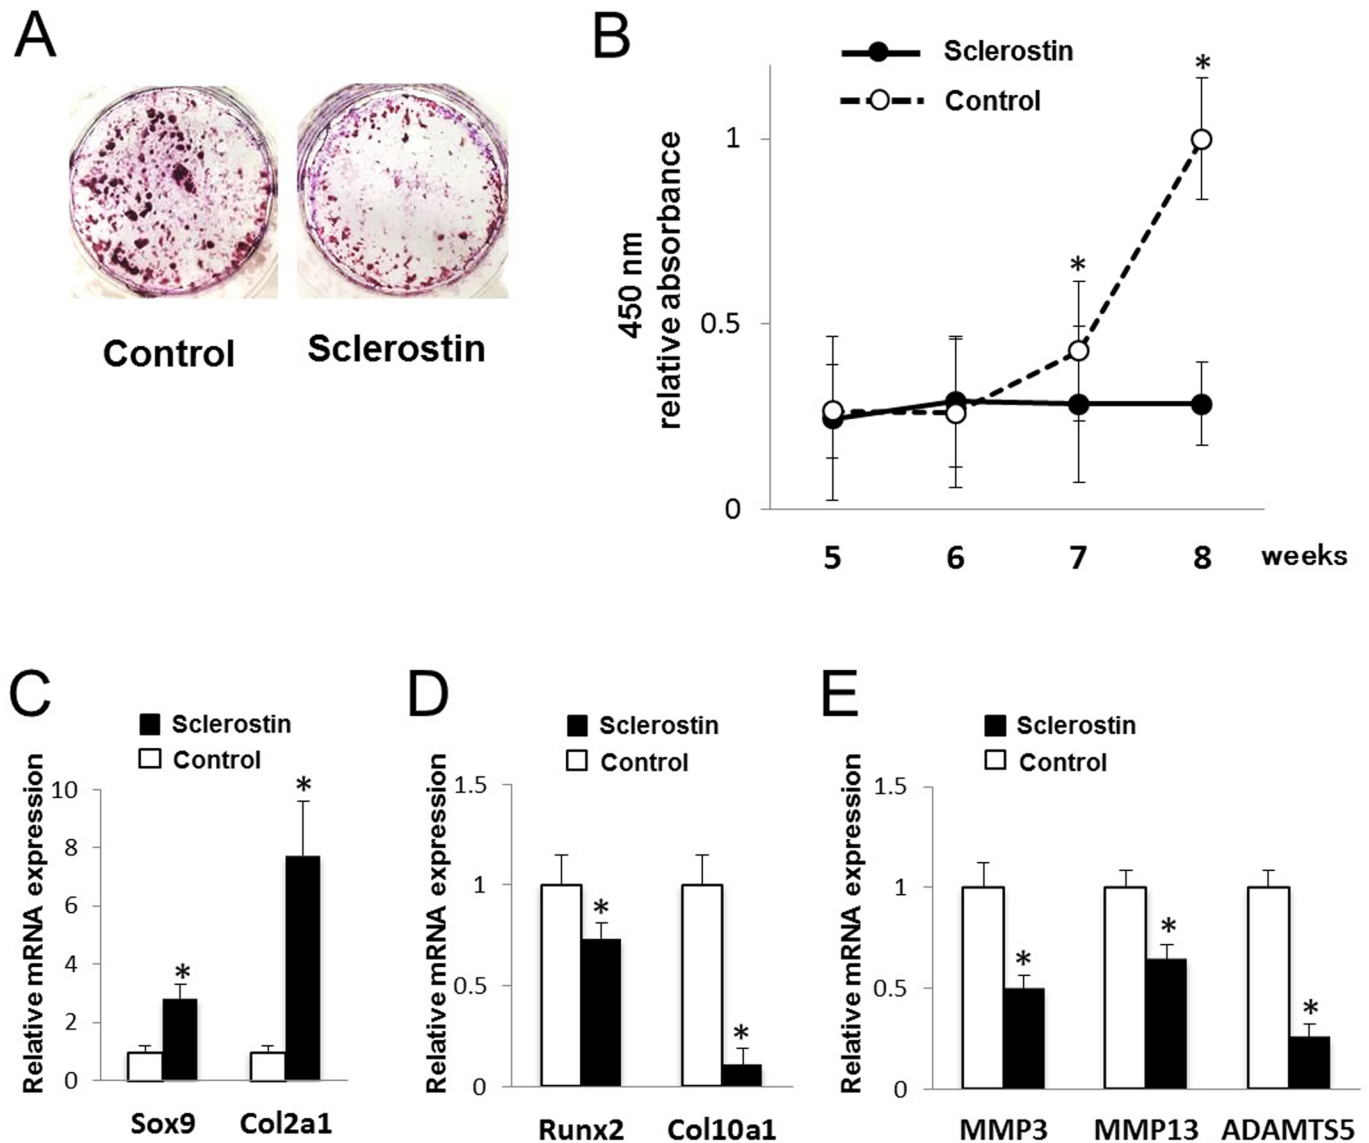 A
Control
Sclerostin
B
Sclerostin
Control
450 nm
relative absorbance
*
*
1
0.5
0
5 6 7 8 weeks
C
Sclerostin
Control
Relative mRNA expression
10
8
6
4
2
0
*
*
Sox9 Col2a1
D
Sclerostin
Control
Relative mRNA expression
1.5
1
0.5
0
*
*
Runx2 Col10a1
E
Sclerostin
Control
Relative mRNA expression
1.5
1
0.5
0
*
*
*
MMP3 MMP13 ADAMTS5